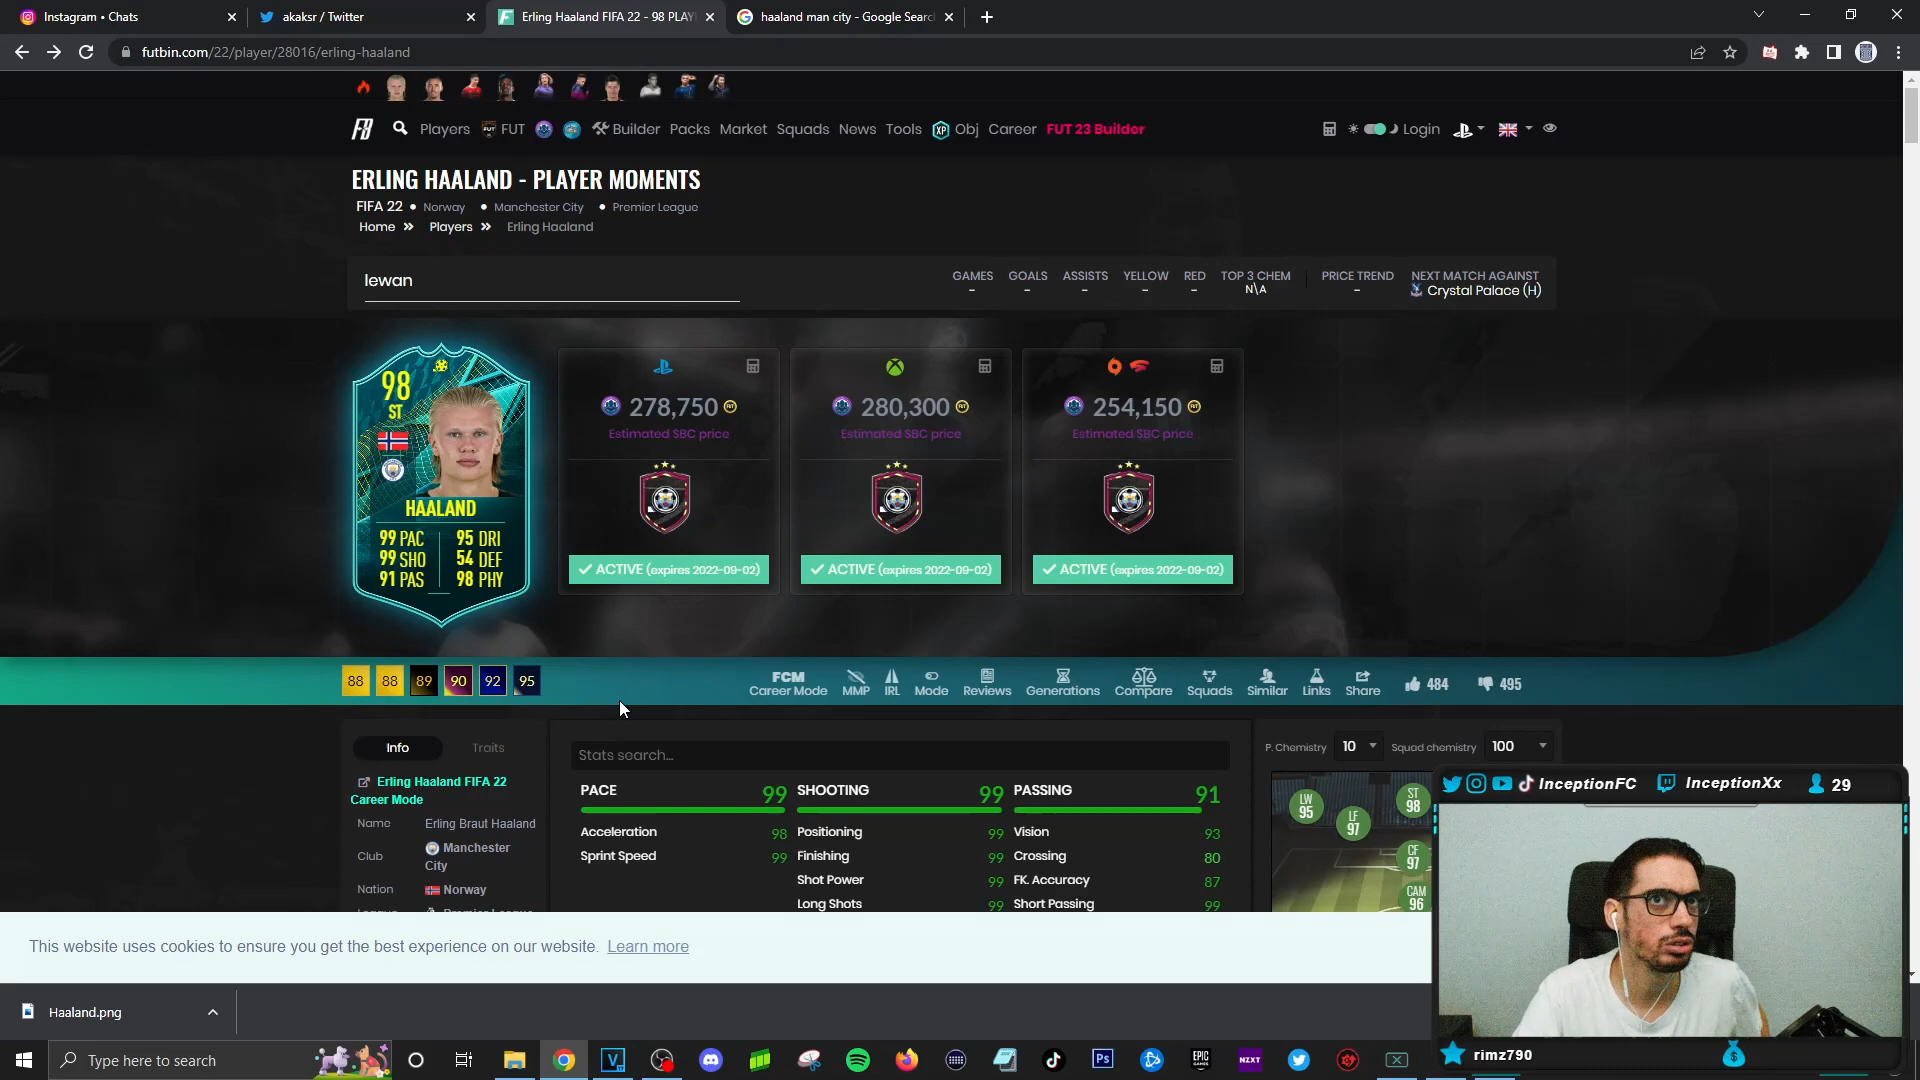 Instagram • Chats
akaksr / Twitter
Erling Haaland FIFA 22 - 98 PLAY
haaland man city - Google Searc
futbin.com/22/player/28016/erling-haaland
Players FUT Builder Packs Market Squads News Tools XP Obj Career FUT 23 Builder Login
ERLING HAALAND - PLAYER MOMENTS
FIFA 22 • Norway • Manchester City • Premier League
Home » Players » Erling Haaland
lewan
GAMES GOALS ASSISTS YELLOW RED TOP 3 CHEM PRICE TREND NEXT MATCH AGAINST
- - - - - N\A - Crystal Palace (H)
98
ST
HAALAND
99 PAC 95 DRI
99 SHO 54 DEF
91 PAS 98 PHY
278,750
Estimated SBC price
ACTIVE (expires 2022-09-02)
280,300
Estimated SBC price
ACTIVE (expires 2022-09-02)
254,150
Estimated SBC price
ACTIVE (expires 2022-09-02)
88 88 89 90 92 95
FCM
Career Mode MMP IRL Mode Reviews Generations Compare Squads Similar Links Share 484 495
Info Traits
Erling Haaland FIFA 22
Career Mode
Name Erling Braut Haaland
Club Manchester
City
Nation Norway
Stats search...
PACE 99 SHOOTING 99 PASSING 91
Acceleration 98 Positioning 99 Vision 93
Sprint Speed 99 Finishing 99 Crossing 80
Shot Power 99 FK. Accuracy 87
Long Shots 99 Short Passing 99
P. Chemistry 10 Squad chemistry 100
LW
95
LF
97
ST
98
CF
97
CAM
96
InceptionFC InceptionXx 29
This website uses cookies to ensure you get the best experience on our website. Learn more
Haaland.png
Type here to search
Ps
EPIC
GAMES
NZXT
rimz790